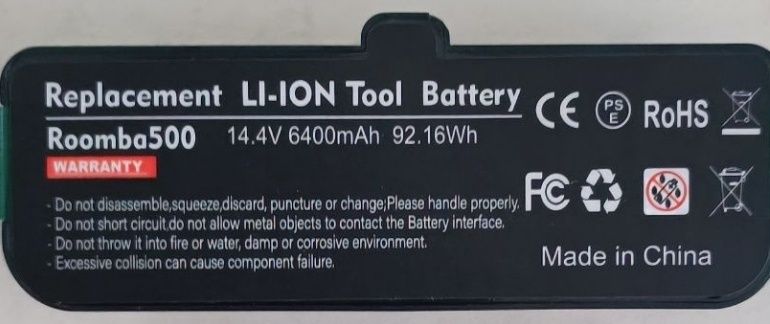 Replacement LI-ION Tool Battery
Roomba500 14.4V 6400mAh 92.16Wh
WARRANTY
- Do not disassemble,squeeze,discard, puncture or change;Please handle properly.
- Do not short circuit.do not allow metal objects to contact the Battery interface.
- Do not throw it into fire or water, damp or corrosive environment.
- Excessive collision can cause component failure.
CE PS E RoHS
FC
Made in China